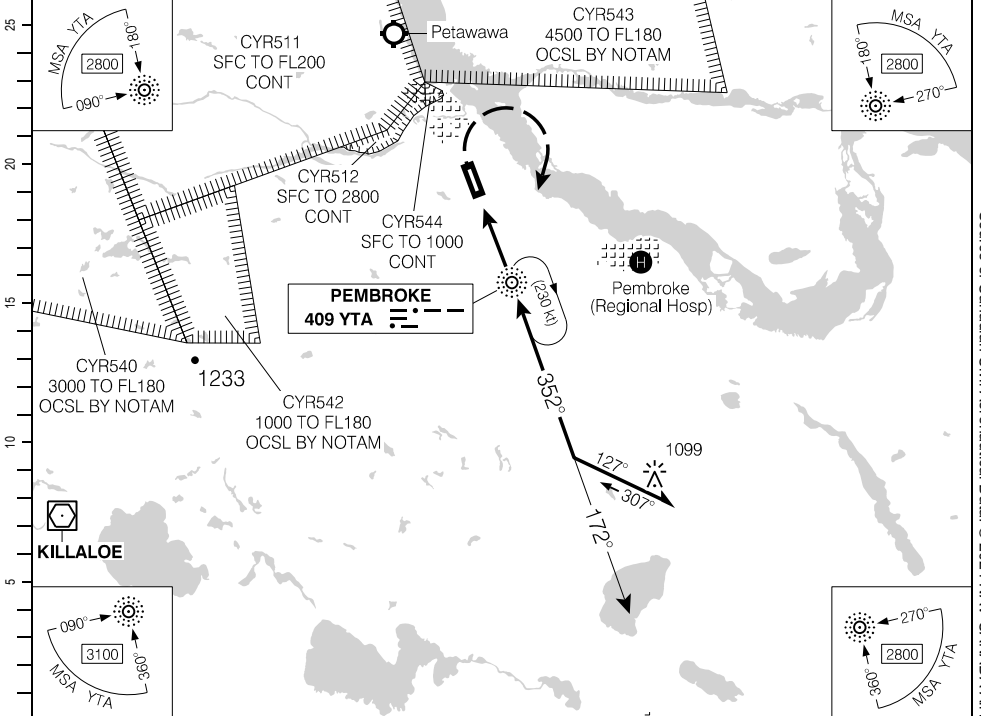 25
20
15
10
5
MSA YTA
180°
2800
090°
CYR511
SFC TO FL200
CONT
Petawawa
CYR543
4500 TO FL180
OCSL BY NOTAM
MSA YTA
180°
2800
270°
CYR512
SFC TO 2800
CONT
CYR544
SFC TO 1000
CONT
H
Pembroke
(Regional Hosp)
PEMBROKE
409 YTA
(230 kt)
CYR540
3000 TO FL180
OCSL BY NOTAM
1233
CYR542
1000 TO FL180
OCSL BY NOTAM
352°
127°
307°
1099
172°
KILLALOE
090°
3100
360°
MSA YTA
270°
2800
360°
MSA YTA